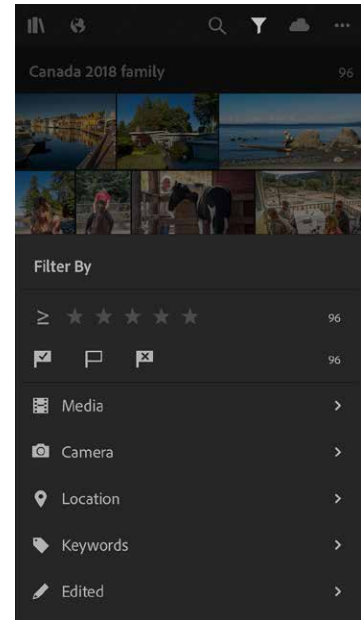 Canada 2018 family 96
Filter By
≥ ★ ★ ★ ★ ★ 96
96
Media
Camera
Location
Keywords
Edited